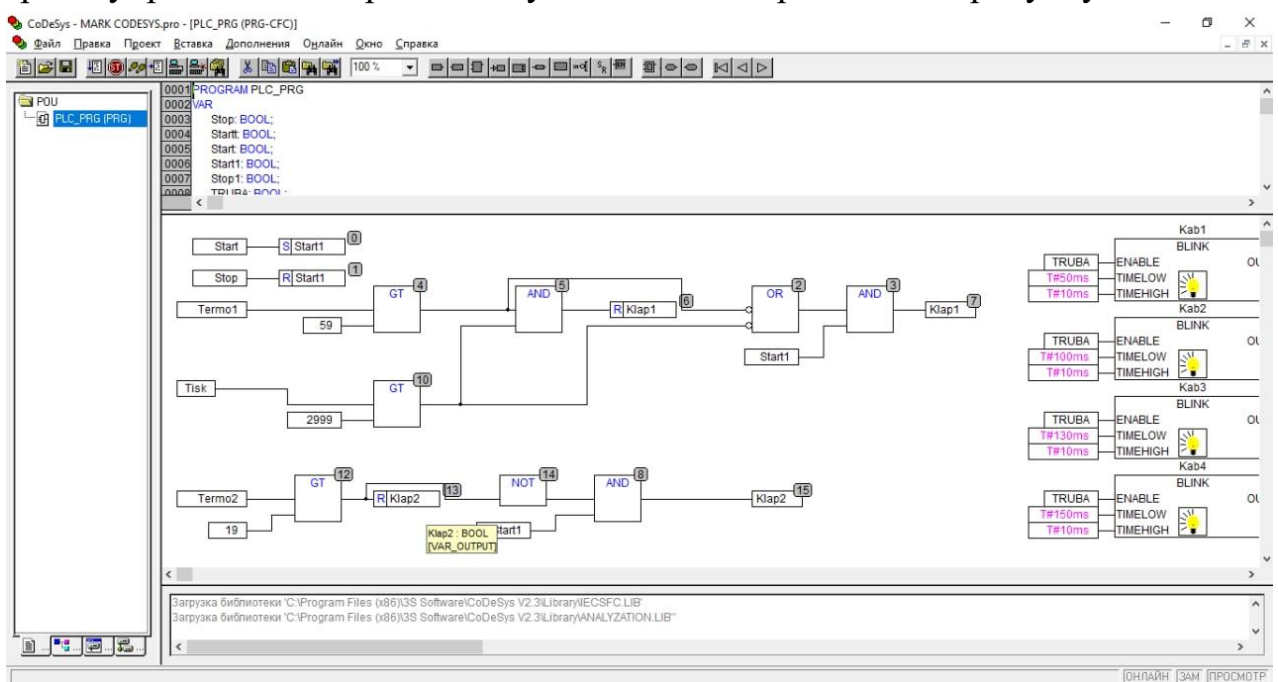 CoDeSys - MARK CODESYS.pro - [PLC_PRG (PRG-CFC)]
Файл Правка Проект Вставка Дополнения Онлайн Окно Справка
100 %
POU
PLC_PRG (PRG)
0001 PROGRAM PLC_PRG
0002 VAR
0003 Stop: BOOL;
0004 Startt: BOOL;
0005 Start: BOOL;
0006 Start1: BOOL;
0007 Stop1: BOOL;
0008 TRUBA: BOOL;
Start S Start1 0
Stop R Start1 1
Termo1 GT 4 AND 5 R Klap1 6 OR 2 AND 3 Klap1 7
59
Start1
Tisk GT 10
2999
Termo2 GT 12 R Klap2 13 NOT 14 AND 8 Klap2 15
19
Klap2 : BOOL
[VAR_OUTPUT]
Kab1
BLINK
TRUBA ENABLE
T#50ms TIMELOW
T#10ms TIMEHIGH
Kab2
BLINK
TRUBA ENABLE
T#100ms TIMELOW
T#10ms TIMEHIGH
Kab3
BLINK
TRUBA ENABLE
T#130ms TIMELOW
T#10ms TIMEHIGH
Kab4
BLINK
TRUBA ENABLE
T#150ms TIMELOW
T#10ms TIMEHIGH
Загрузка библиотеки 'C:\Program Files (x86)\3S Software\CoDeSys V2.3\Library\IECSFC.LIB'
Загрузка библиотеки 'C:\Program Files (x86)\3S Software\CoDeSys V2.3\Library\ANALYZATION.LIB"
ОНЛАЙН ЗАМ ПРОСМОТР